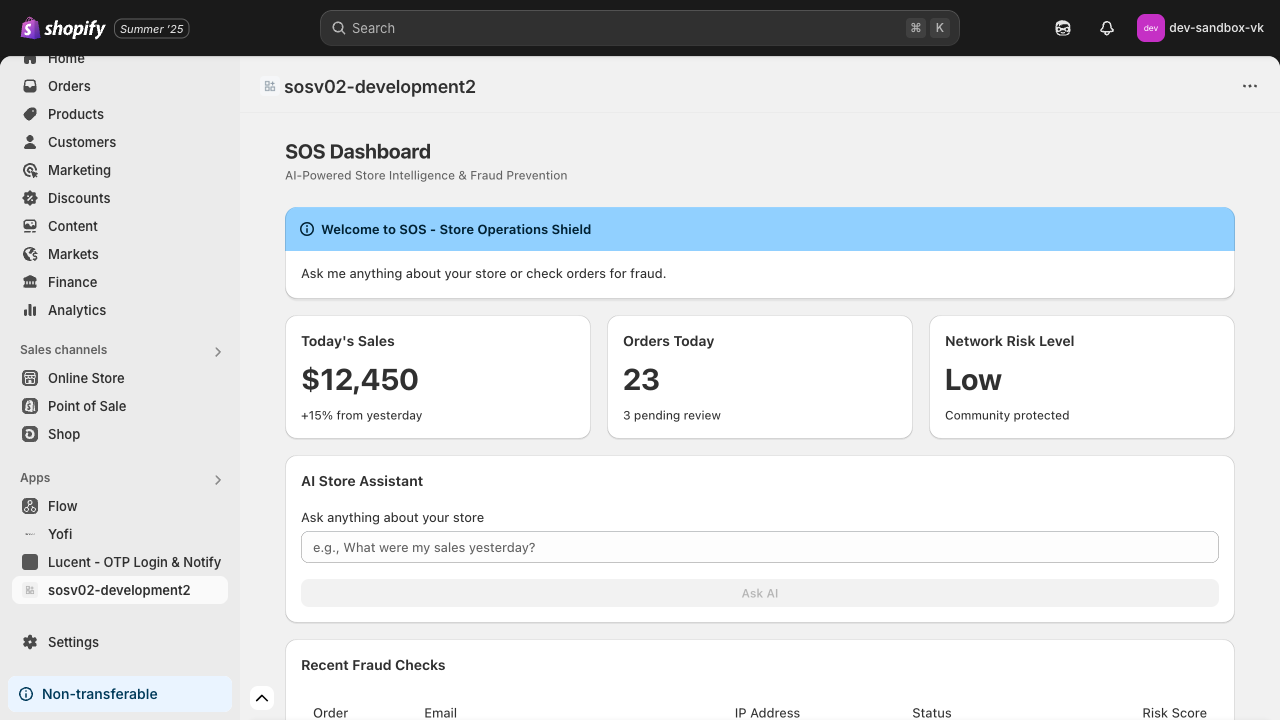 shopify
Summer '25
Search
⌘ K
dev
dev-sandbox-vk
Home
Orders
Products
Customers
Marketing
Discounts
Content
Markets
Finance
Analytics
Sales channels
Online Store
Point of Sale
Shop
Apps
Flow
Yofi
Lucent - OTP Login & Notify
sosv02-development2
Settings
Non-transferable
sosv02-development2
SOS Dashboard
AI-Powered Store Intelligence & Fraud Prevention
Welcome to SOS - Store Operations Shield
Ask me anything about your store or check orders for fraud.
Today's Sales
$12,450
+15% from yesterday
Orders Today
23
3 pending review
Network Risk Level
Low
Community protected
AI Store Assistant
Ask anything about your store
e.g., What were my sales yesterday?
Ask AI
Recent Fraud Checks
Order Email IP Address Status Risk Score